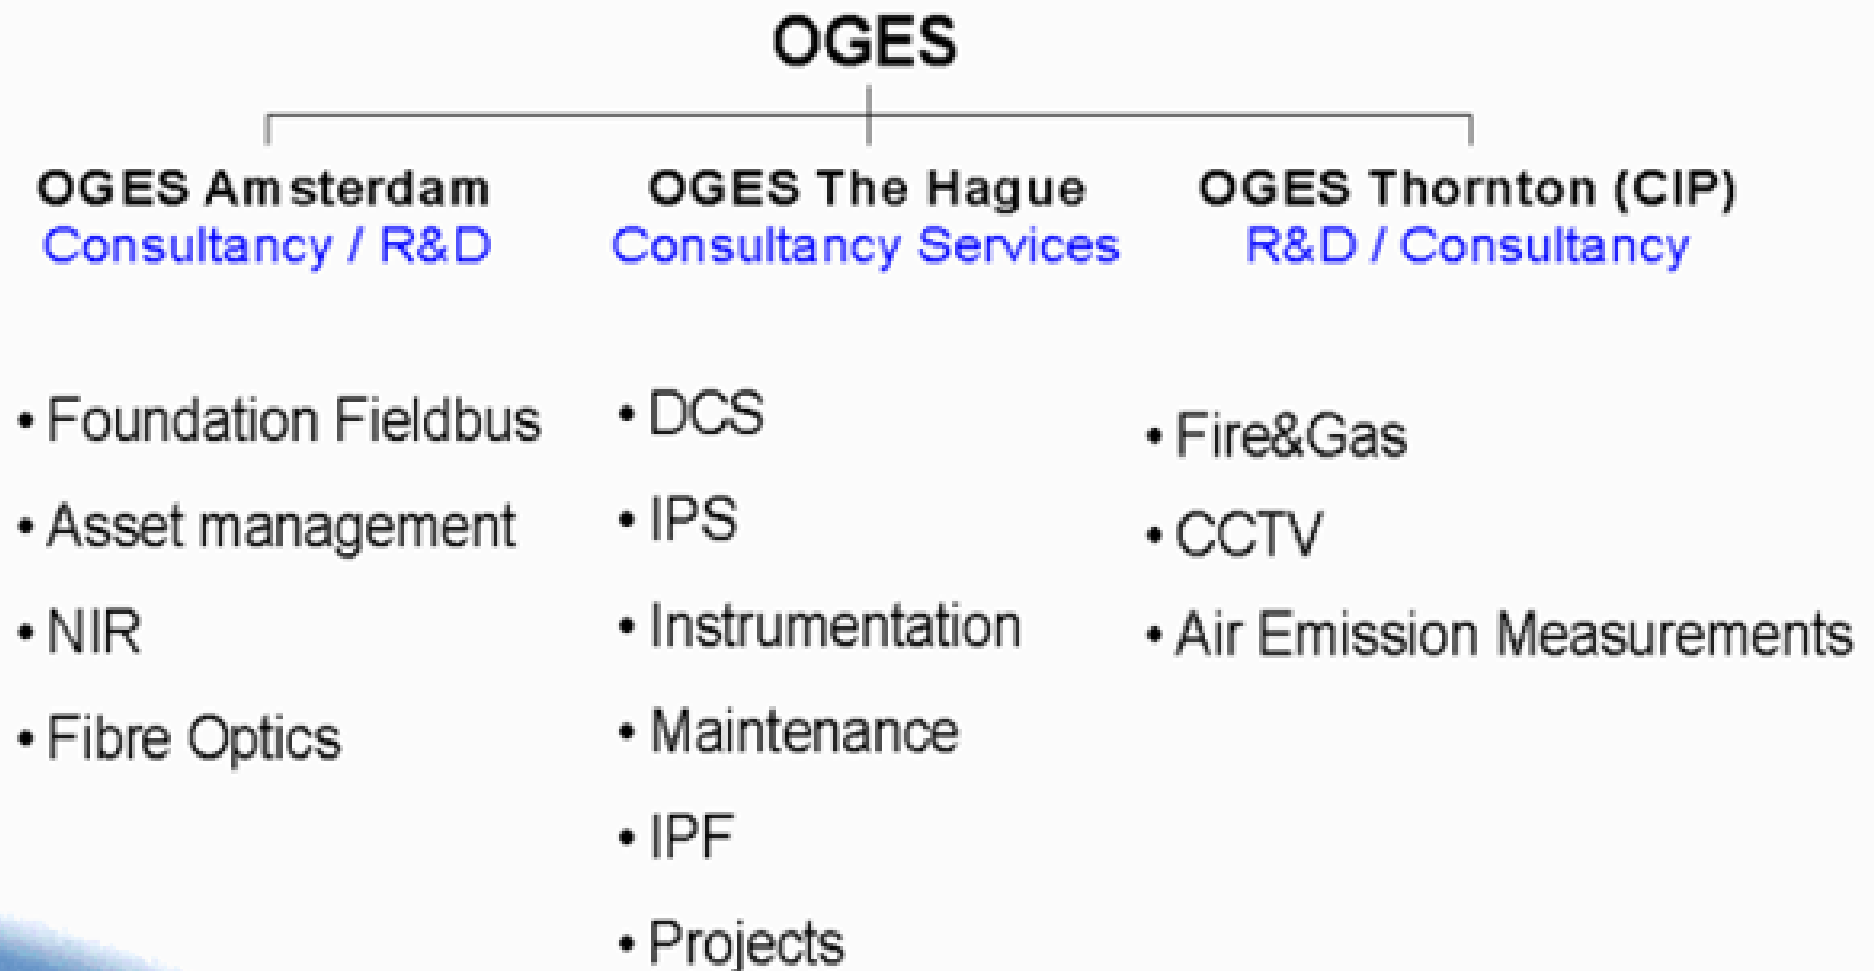 OGES
OGES Amsterdam
Consultancy / R&D
• Foundation Fieldbus
• Asset management
• NIR
• Fibre Optics
OGES The Hague
Consultancy Services
• DCS
• IPS
• Instrumentation
• Maintenance
• IPF
• Projects
OGES Thornton (CIP)
R&D / Consultancy
• Fire&Gas
• CCTV
• Air Emission Measurements